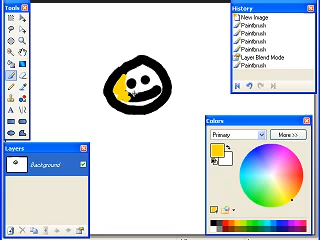 Tools
History
New Image
Paintbrush
Paintbrush
Paintbrush
Layer Blend Mode
Paintbrush
Layers
Background
Colors
Primary
More >>